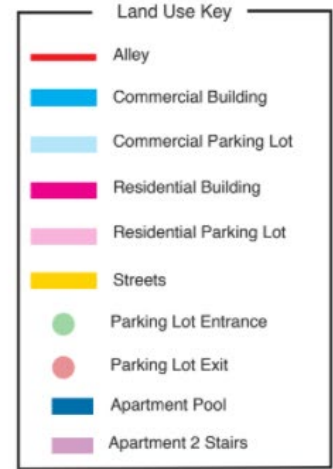 Land Use Key
Alley
Commercial Building
Commercial Parking Lot
Residential Building
Residential Parking Lot
Streets
Parking Lot Entrance
Parking Lot Exit
Apartment Pool
Apartment 2 Stairs